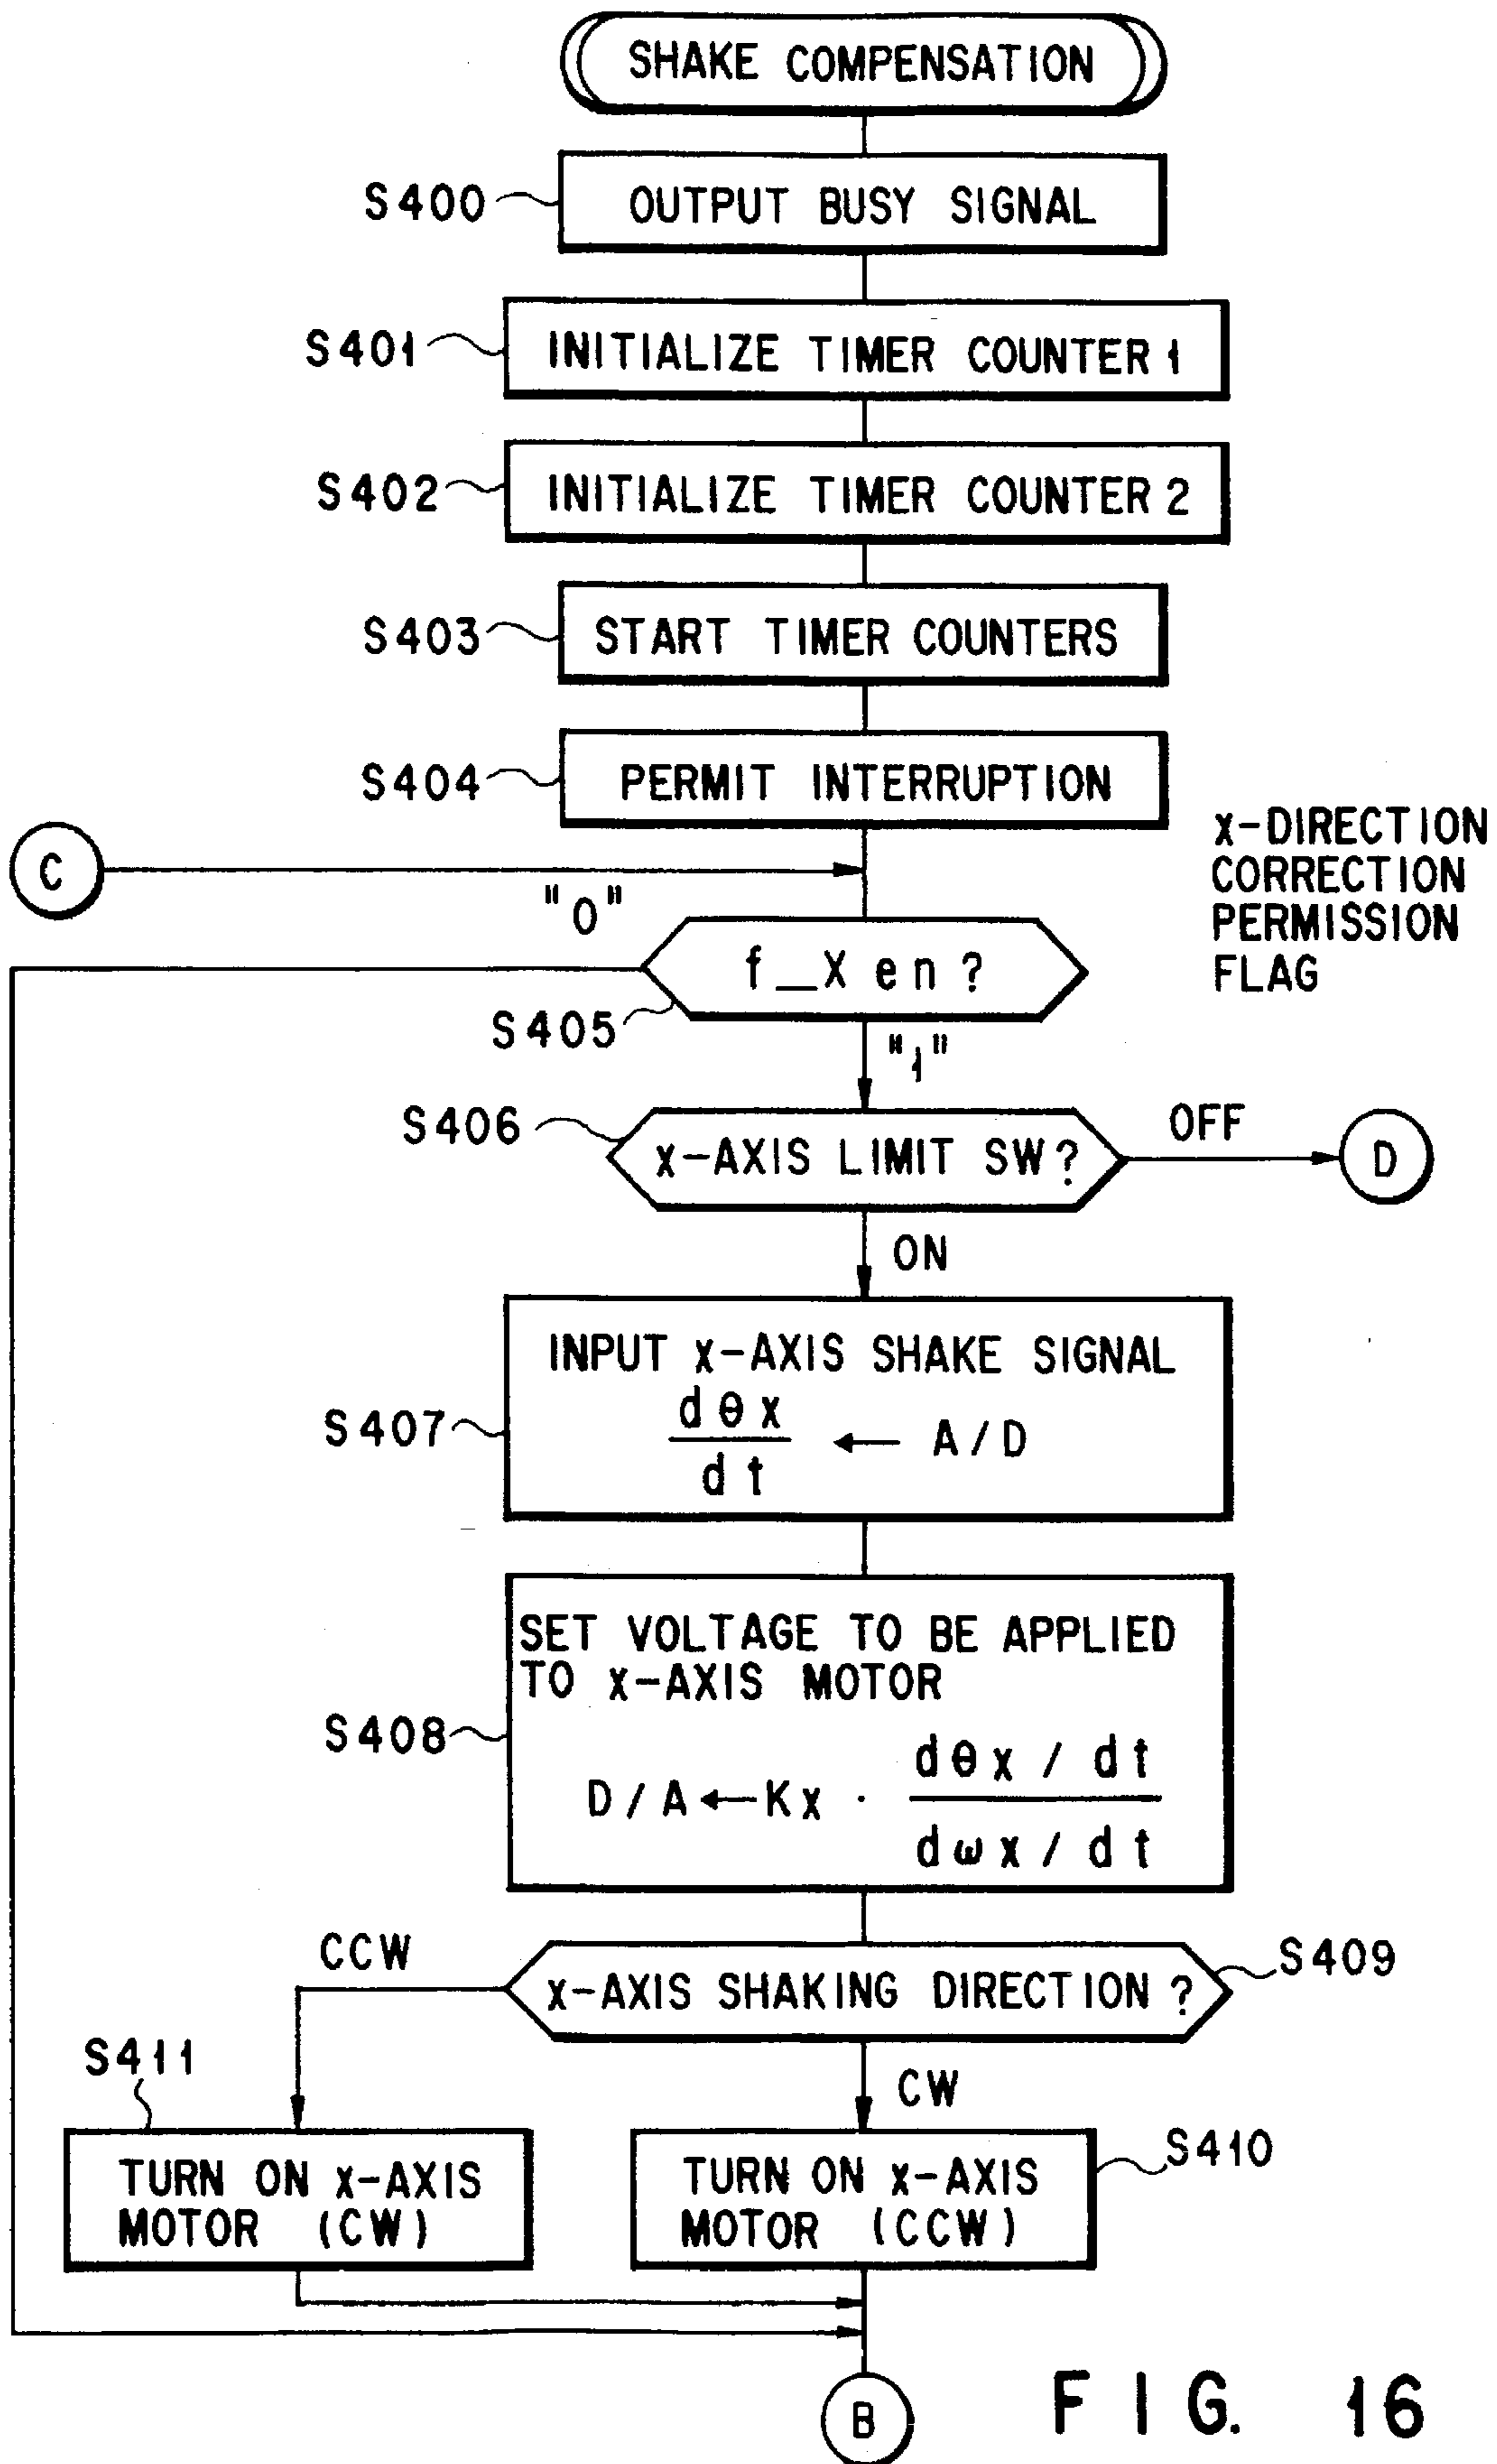 SHAKE COMPENSATION
S400
OUTPUT BUSY SIGNAL
S401
INITIALIZE TIMER COUNTER 1
S402
INITIALIZE TIMER COUNTER 2
S403
START TIMER COUNTERS
S404
PERMIT INTERRUPTION
C
"0"
X-DIRECTION
CORRECTION
PERMISSION
FLAG
f_X en ?
S405
"1"
S406
X-AXIS LIMIT SW?
OFF
D
ON
INPUT X-AXIS SHAKE SIGNAL
S407
dθx
dt
← A/D
SET VOLTAGE TO BE APPLIED
TO X-AXIS MOTOR
S408
D/A ← Kx ·
dθx / dt
dωx / dt
CCW
X-AXIS SHAKING DIRECTION ?
S409
S411
CW
S410
TURN ON X-AXIS
MOTOR (CW)
TURN ON X-AXIS
MOTOR (CCW)
B
FIG. 16